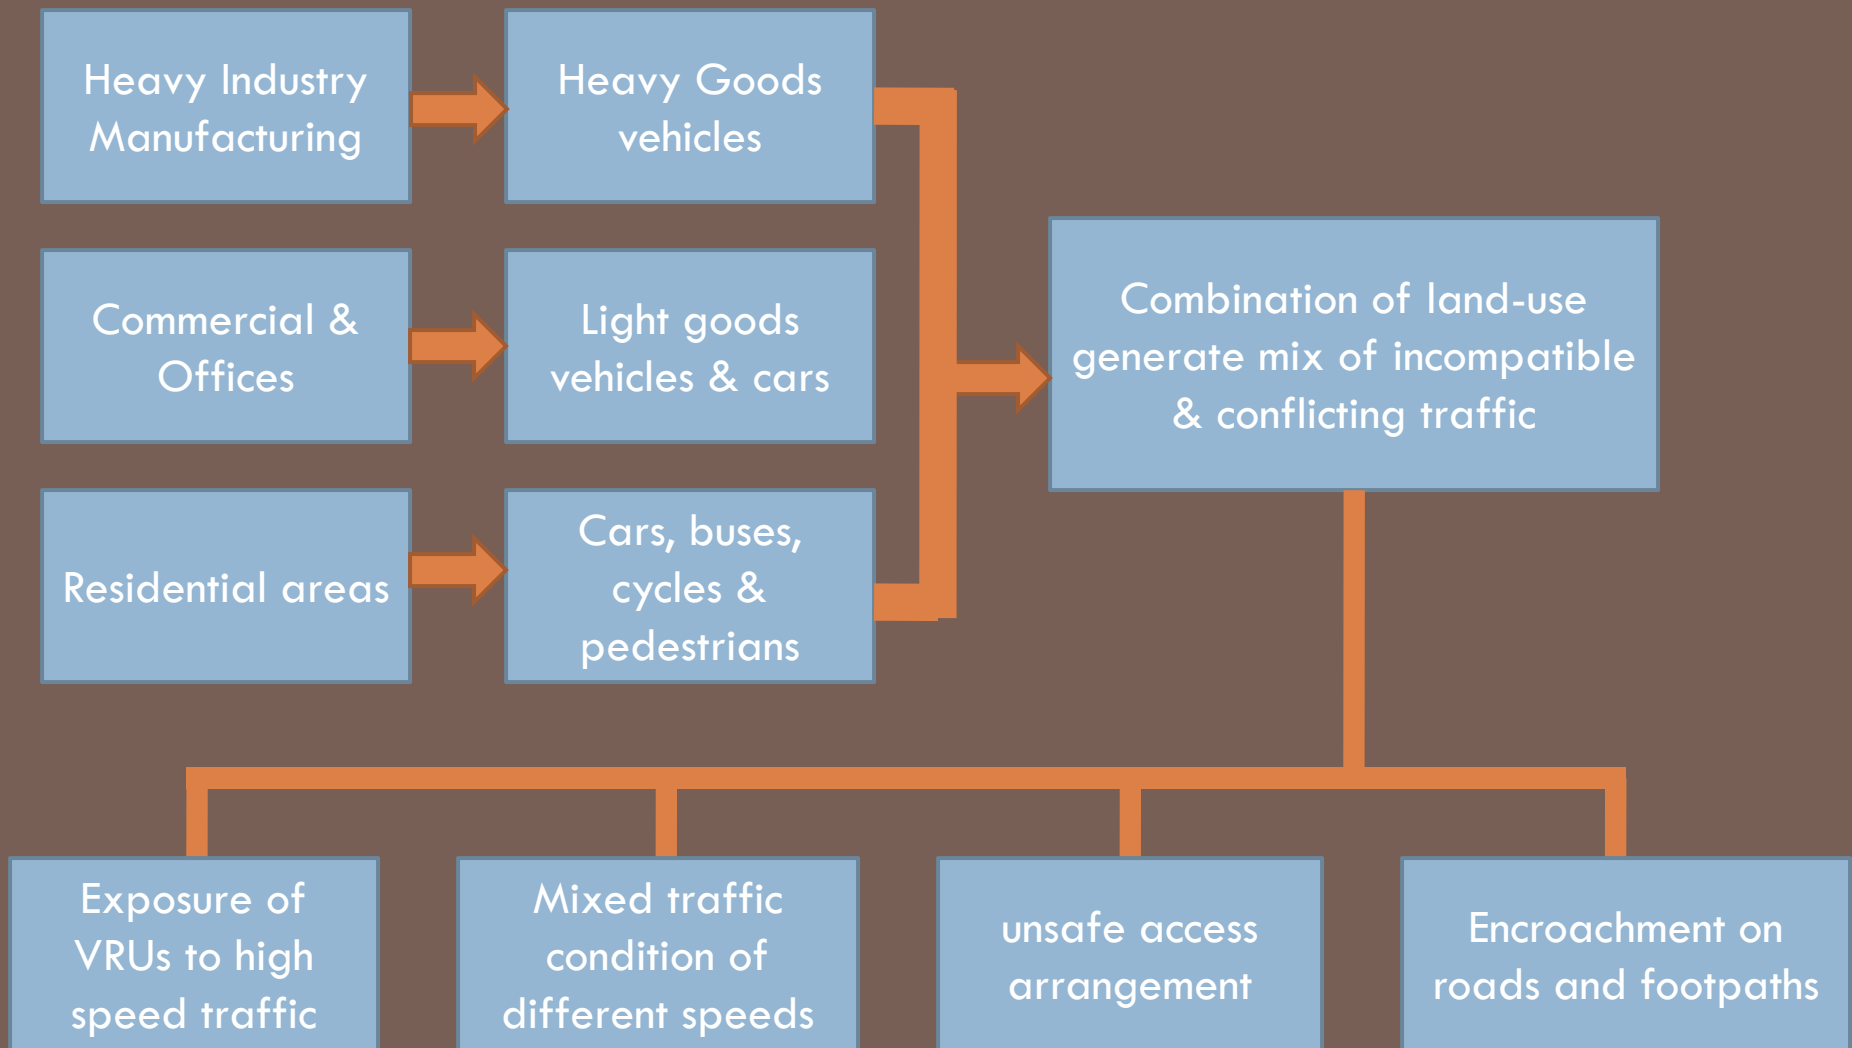 Heavy Industry
Manufacturing
Heavy Goods
vehicles
Commercial &
Offices
Light goods
vehicles & cars
Residential areas
Cars, buses,
cycles &
pedestrians
Combination of land-use
generate mix of incompatible
& conflicting traffic
Exposure of
VRUs to high
speed traffic
Mixed traffic
condition of
different speeds
unsafe access
arrangement
Encroachment on
roads and footpaths